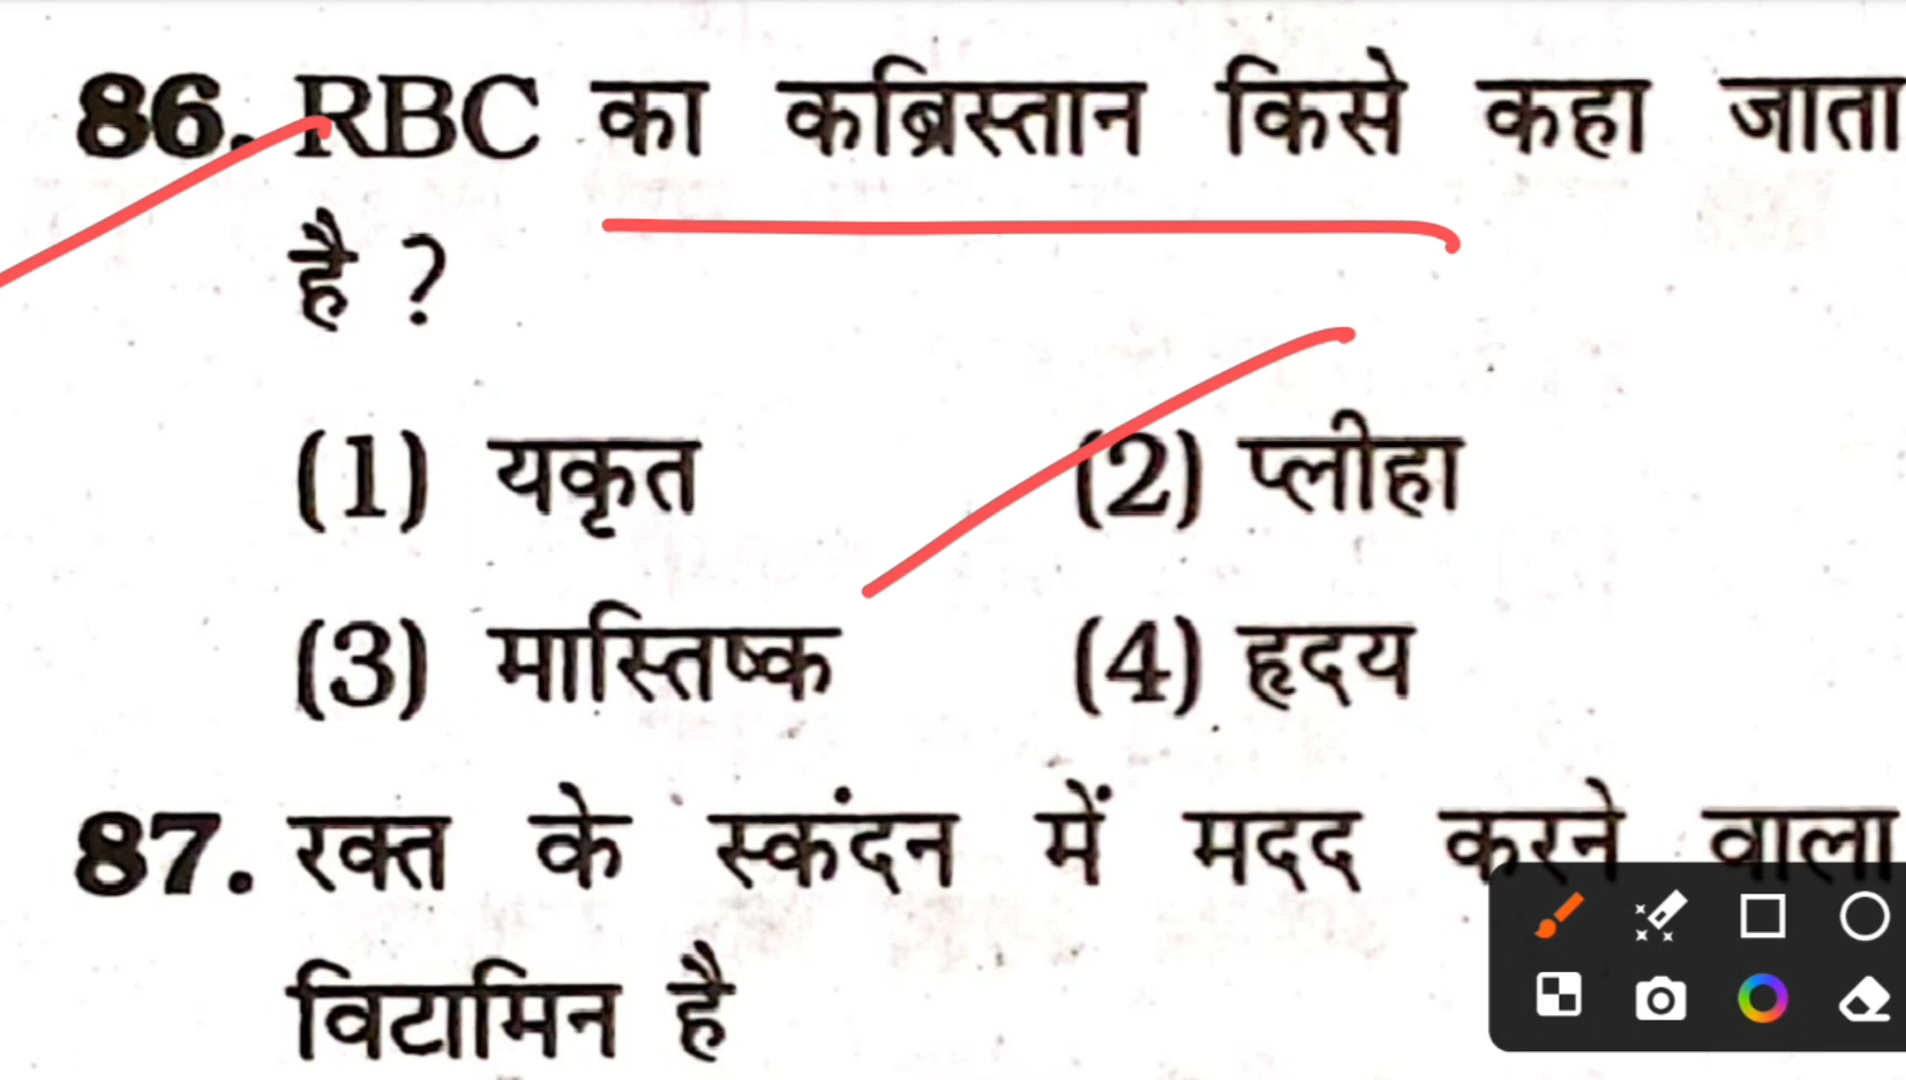 86. RBC का कब्रिस्तान किसे कहा जाता
है ?
(1) यकृत (2) प्लीहा
(3) मास्तिष्क (4) हृदय
87. रक्त के स्कंदन में मदद करने वाला
विटामिन है